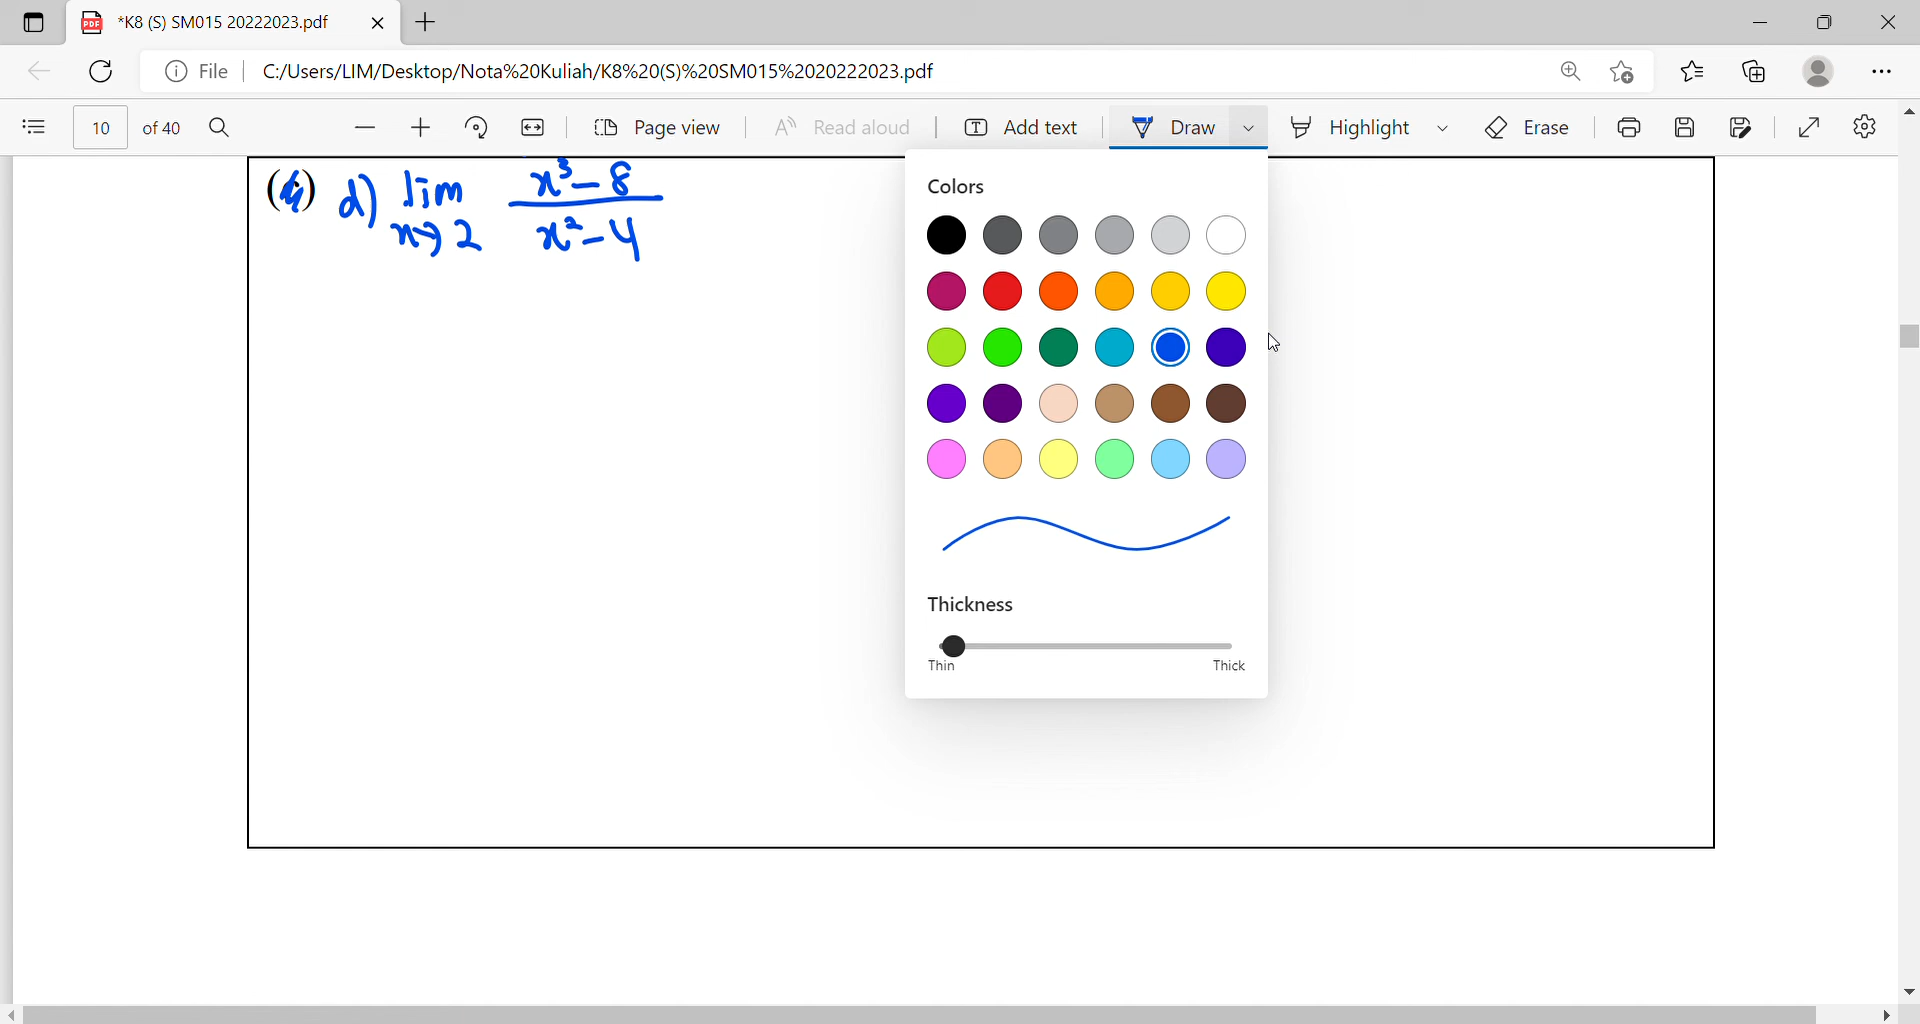 *K8 (S) SM015 20222023.pdf
File C:/Users/LIM/Desktop/Nota%20Kuliah/K8%20(S)%20SM015%2020222023.pdf
10 of 40 Page view Read aloud Add text Draw Highlight Erase
d) lim x³-8
x→2 x²-4
Colors
Thickness
Thin Thick